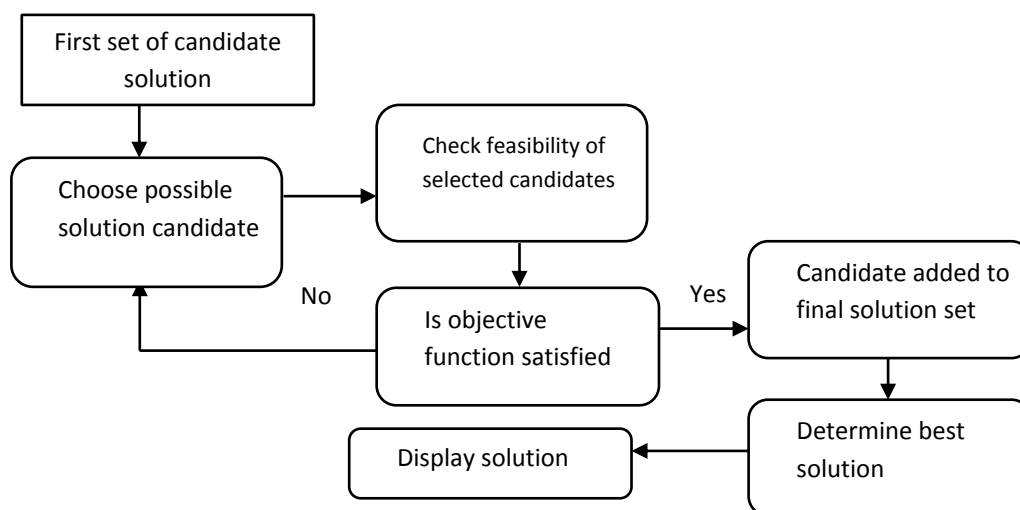 First set of candidate
solution
Choose possible
solution candidate
Check feasibility of
selected candidates
No
Is objective
function satisfied
Yes
Candidate added to
final solution set
Determine best
solution
Display solution